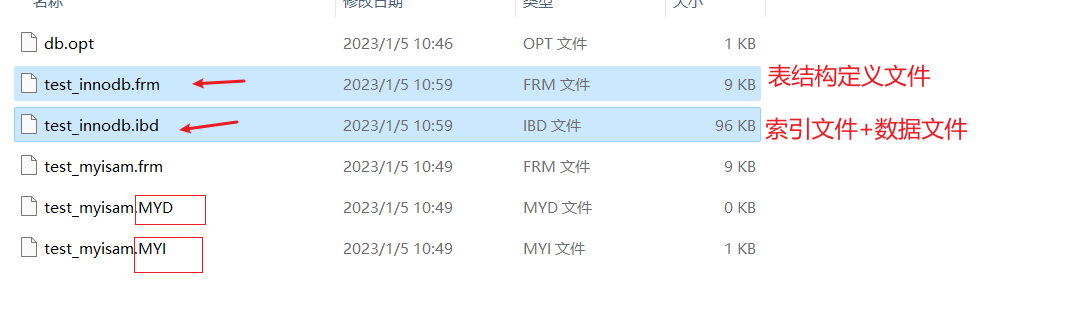 名称 修改日期 类型 大小
db.opt 2023/1/5 10:46 OPT 文件 1 KB
test_innodb.frm 2023/1/5 10:59 FRM 文件 9 KB 表结构定义文件
test_innodb.ibd 2023/1/5 10:59 IBD 文件 96 KB 索引文件+数据文件
test_myisam.frm 2023/1/5 10:49 FRM 文件 9 KB
test_myisam.MYD 2023/1/5 10:49 MYD 文件 0 KB
test_myisam.MYI 2023/1/5 10:49 MYI 文件 1 KB